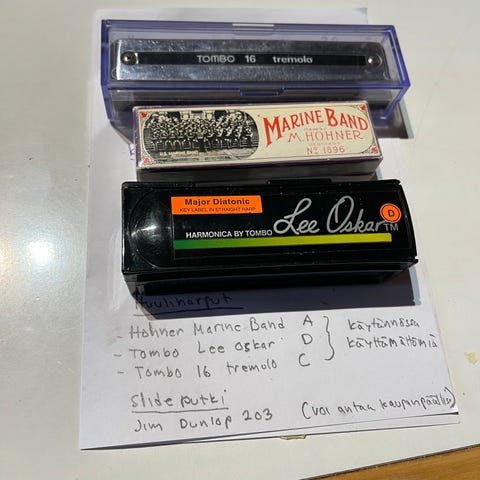 TOMBO 16 tremolo
MARINE BAND
M. HOHNER
GERMANY
Nº 1896
Major Diatonic
KEY LABEL IN STRAIGHT HARP
Lee Oskar TM
D
HARMONICA BY TOMBO
Huuliharput
- Hohner Marine Band A
- Tombo Lee Oskar D
- Tombo 16 tremolo C
käytännössä
käyttämättömiä
Slideputki
Jim Dunlop 203 (voi antaa kaupanpäälle)